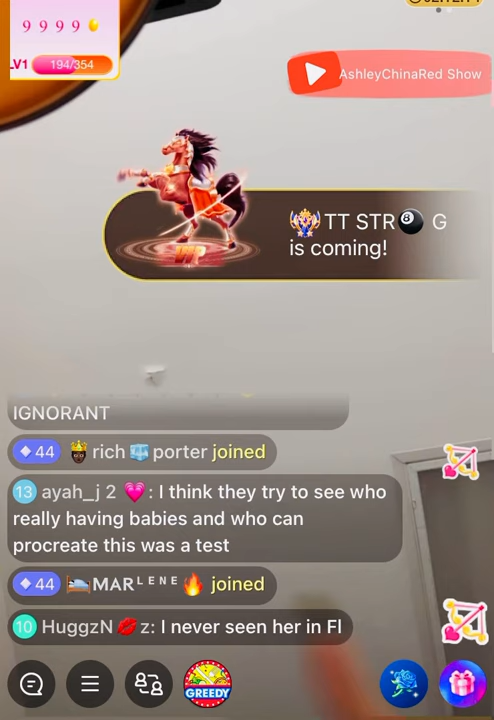 9999
LV1 194/354
AshleyChinaRed Show
TT STR🎱 G
is coming!
VIP
IGNORANT
44 rich🧊porter joined
13 ayah_j 2 💗: I think they try to see who
really having babies and who can
procreate this was a test
44 🛌MARᴸᴱᴺᴱ🔥 joined
10 HuggzN💋z: I never seen her in Fl
GREEDY